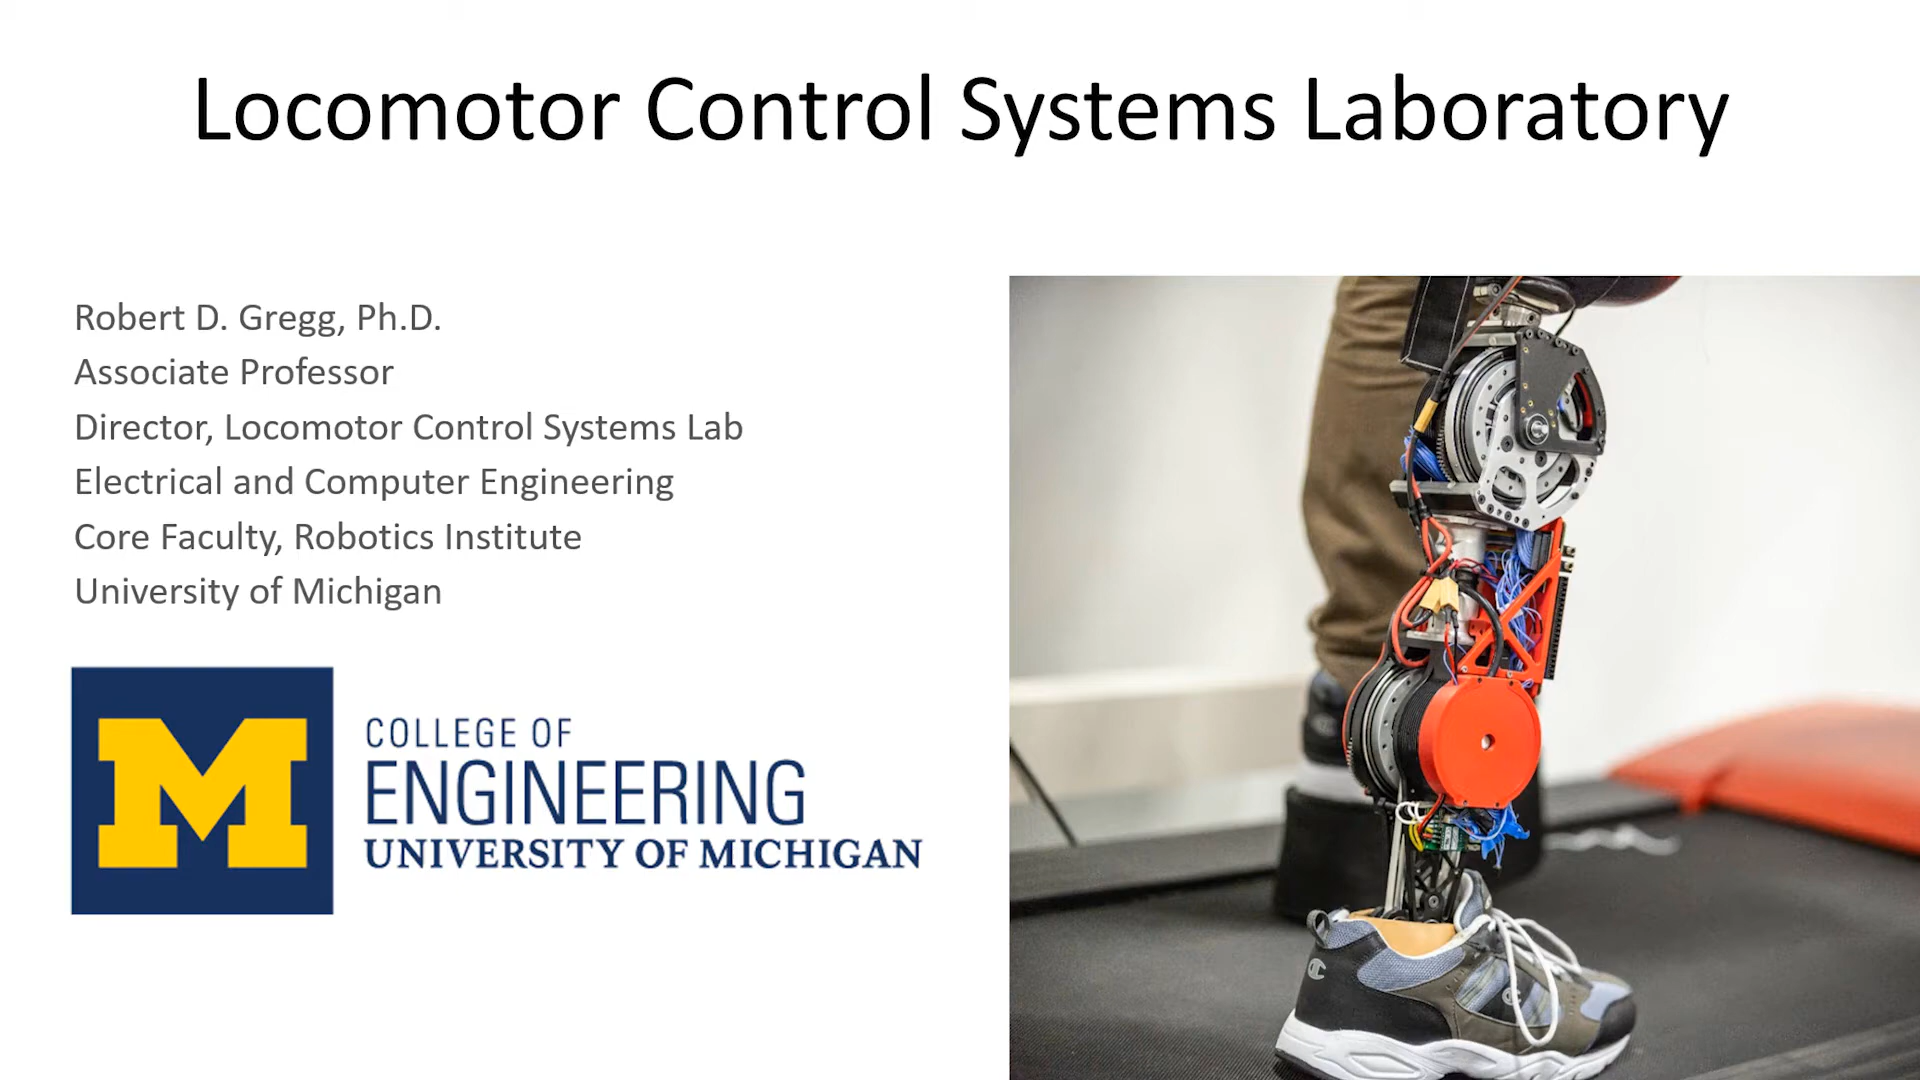 Locomotor Control Systems Laboratory
Robert D. Gregg, Ph.D.
Associate Professor
Director, Locomotor Control Systems Lab
Electrical and Computer Engineering
Core Faculty, Robotics Institute
University of Michigan
M
COLLEGE OF
ENGINEERING
UNIVERSITY OF MICHIGAN